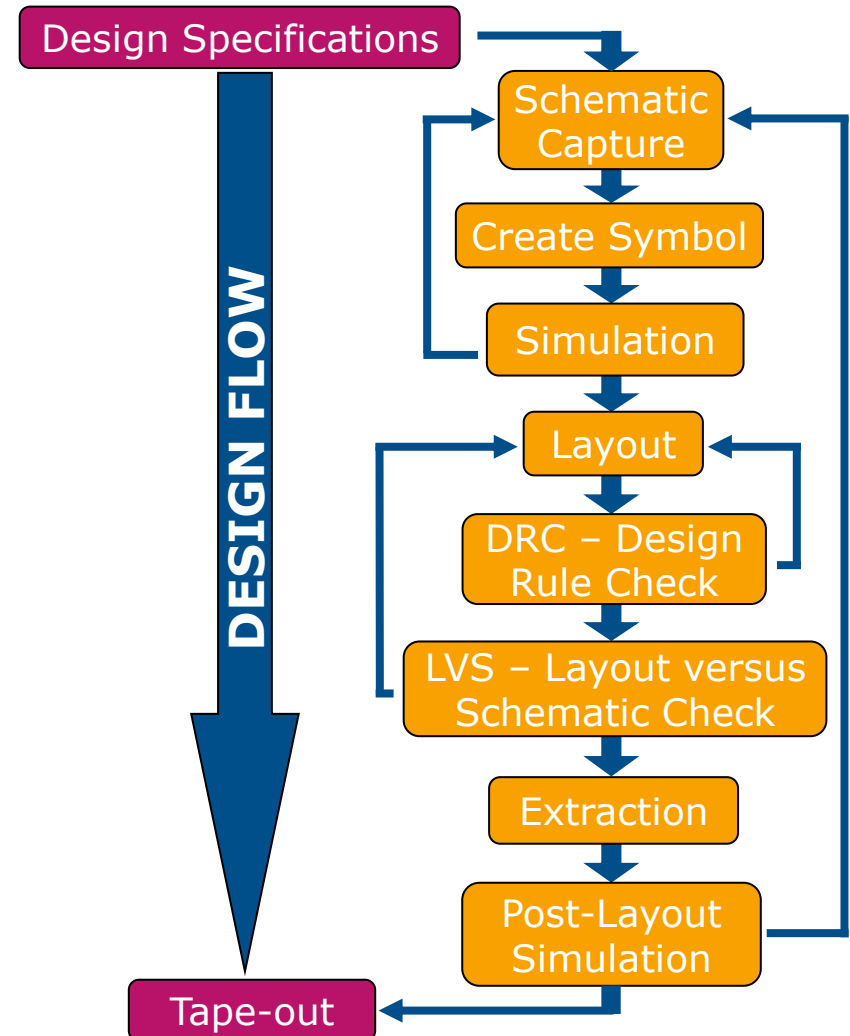 Design Specifications
Schematic
Capture
Create Symbol
Simulation
DESIGN FLOW
Layout
DRC – Design
Rule Check
LVS – Layout versus
Schematic Check
Extraction
Post-Layout
Simulation
Tape-out